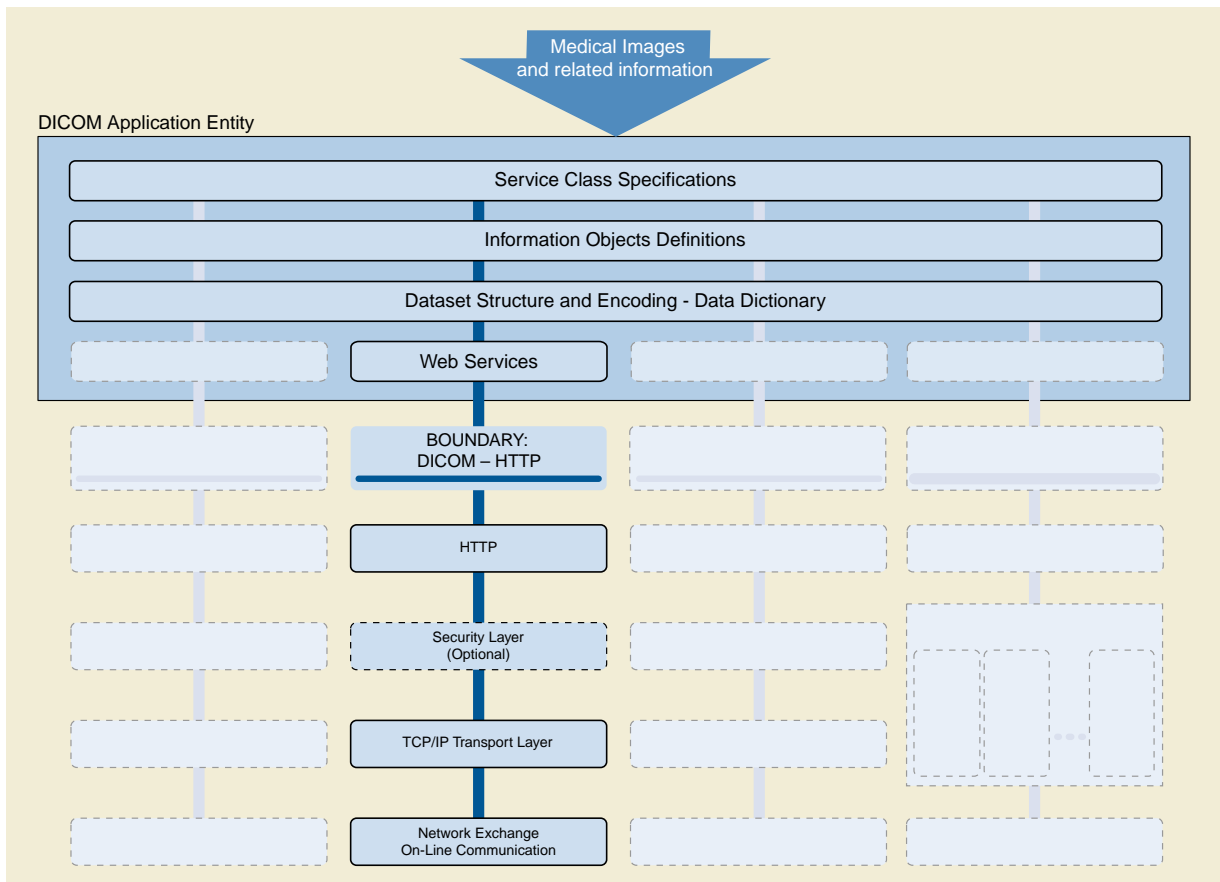 Medical Images
and related information
DICOM Application Entity
Service Class Specifications
Information Objects Definitions
Dataset Structure and Encoding - Data Dictionary
Web Services
BOUNDARY:
DICOM – HTTP
HTTP
Security Layer
(Optional)
TCP/IP Transport Layer
Network Exchange
On-Line Communication